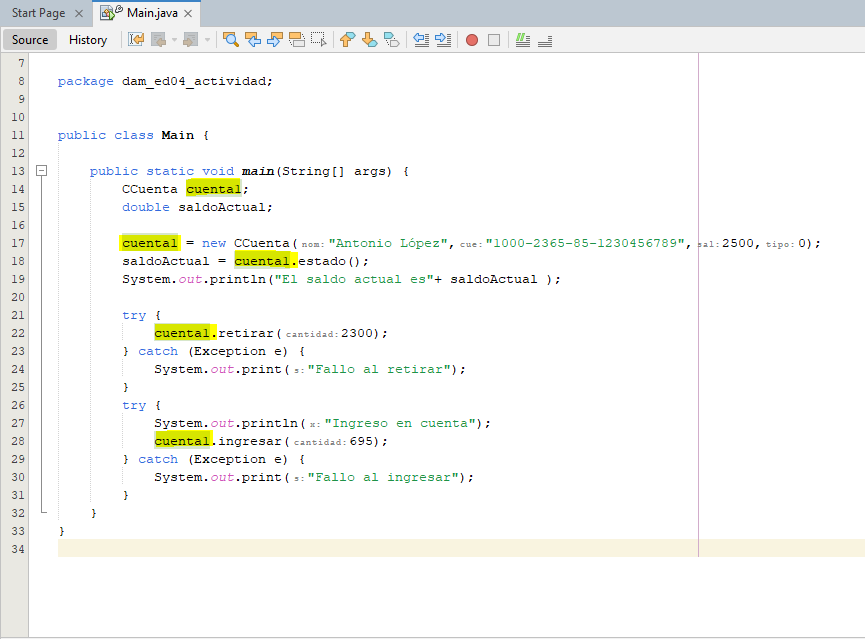 Start Page
Main.java
Source History
7
8 package dam_ed04_actividad;
9
10
11 public class Main {
12
13 public static void main(String[] args) {
14 CCuenta cuenta1;
15 double saldoActual;
16
17 cuenta1 = new CCuenta( nom: "Antonio López", cue: "1000-2365-85-1230456789", sal: 2500, tipo: 0);
18 saldoActual = cuenta1.estado();
19 System.out.println("El saldo actual es"+ saldoActual );
20
21 try {
22 cuenta1.retirar( cantidad: 2300);
23 } catch (Exception e) {
24 System.out.print( s: "Fallo al retirar");
25 }
26 try {
27 System.out.println( x: "Ingreso en cuenta");
28 cuenta1.ingresar( cantidad: 695);
29 } catch (Exception e) {
30 System.out.print( s: "Fallo al ingresar");
31 }
32 }
33 }
34